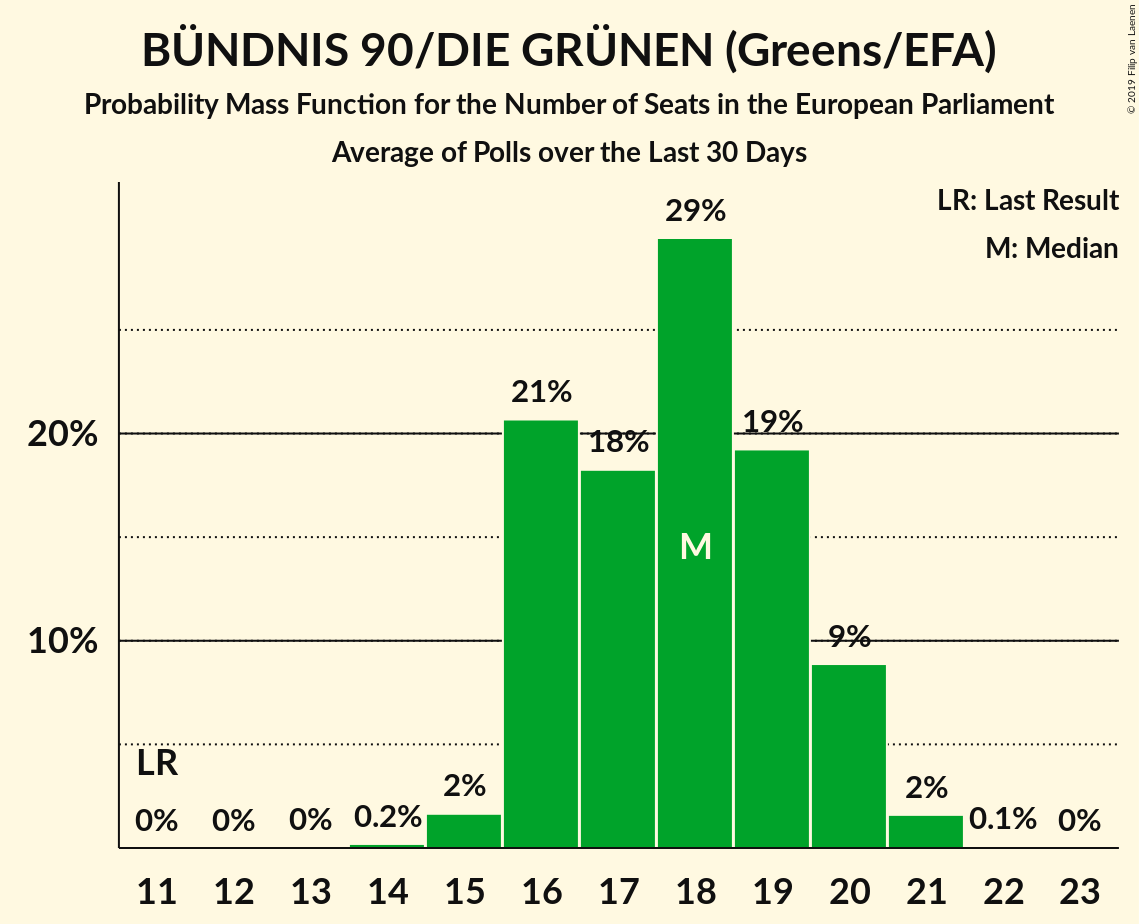 BÜNDNIS 90/DIE GRÜNEN (Greens/EFA)
Probability Mass Function for the Number of Seats in the European Parliament
Average of Polls over the Last 30 Days
© 2019 Filip van Laenen
LR: Last Result
M: Median
29%
21%
20%
18%
19%
M
10%
9%
LR
0%
0%
0%
0.2%
2%
2%
0.1%
0%
11 12 13 14 15 16 17 18 19 20 21 22 23